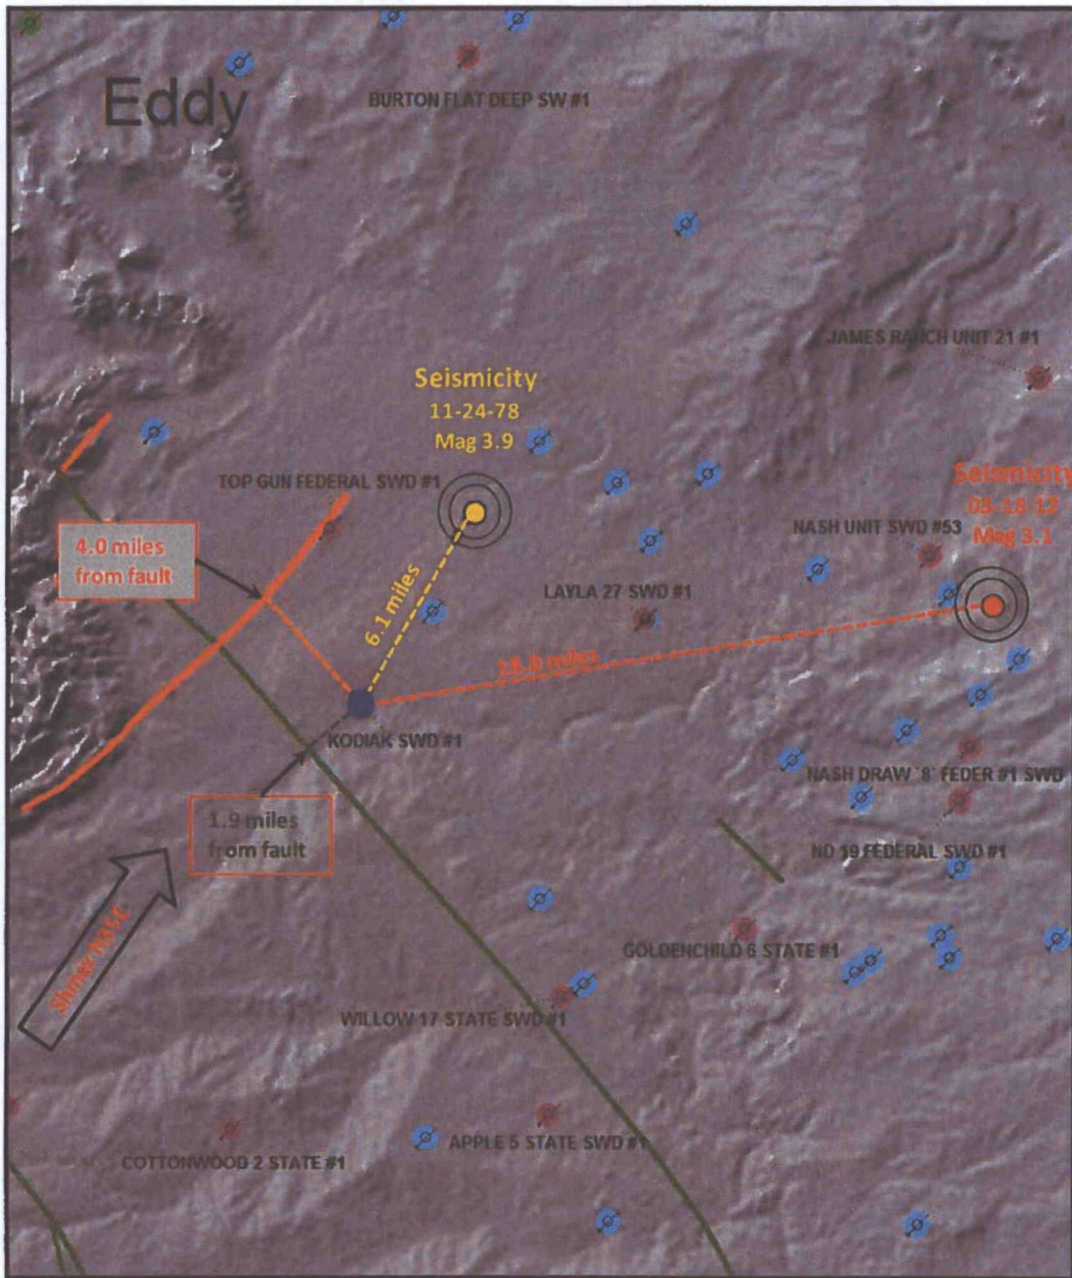 Eddy
BURTON FLAT DEEP SW #1
JAMES RANCH UNIT 21 #1
Seismicity
11-24-78
Mag 3.9
TOP GUN FEDERAL SWD #1
Seismicity
03-18-12
Mag 3.1
NASH UNIT SWD #53
4.0 miles
from fault
6.1 miles
LAYLA 27 SWD #1
18.0 miles
KODIAK SWD #1
NASH DRAW '8' FEDER #1 SWD
1.9 miles
from fault
ND 19 FEDERAL SWD #1
Shmax N35E
GOLDENCHILD 6 STATE #1
WILLOW 17 STATE SWD #1
APPLE 5 STATE SWD #1
COTTONWOOD 2 STATE #1